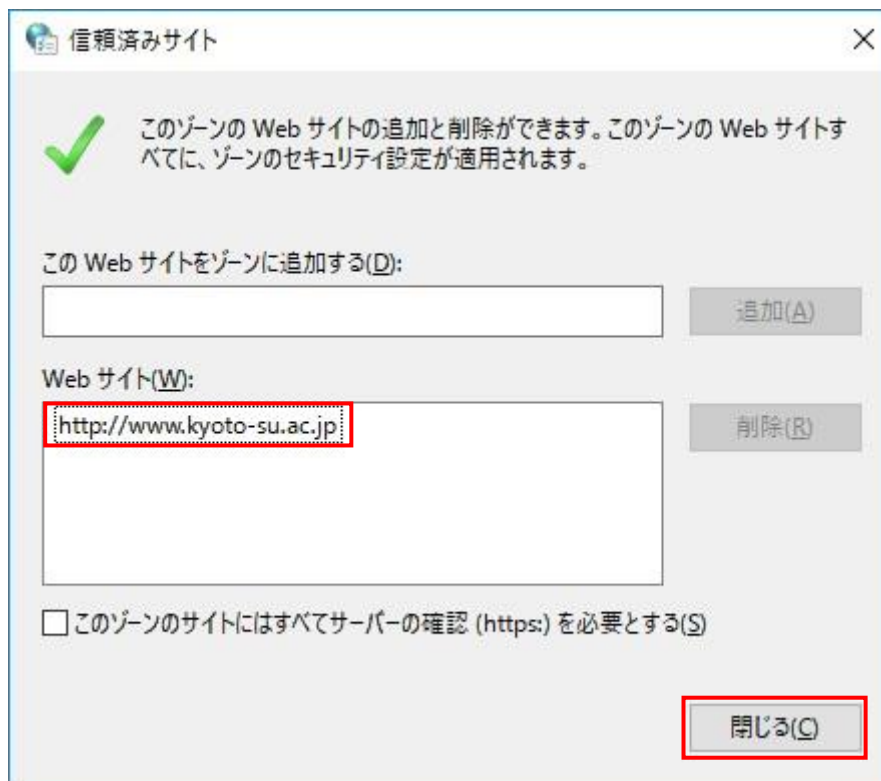 信頼済みサイト
このゾーンの Web サイトの追加と削除ができます。このゾーンの Web サイトす
べてに、ゾーンのセキュリティ設定が適用されます。
この Web サイトをゾーンに追加する(D):
追加(A)
Web サイト(W):
http://www.kyoto-su.ac.jp
削除(R)
このゾーンのサイトにはすべてサーバーの確認 (https:) を必要とする(S)
閉じる(C)